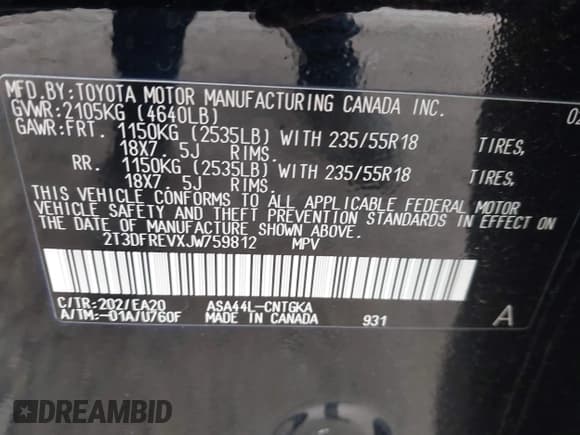 MFD.BY:TOYOTA MOTOR MANUFACTURING CANADA INC. 02
GVWR:2105KG (4640LB)
GAWR:FRT. 1150KG (2535LB) WITH 235/55R18 TIRES,
18X7.5J RIMS.
RR. 1150KG (2535LB) WITH 235/55R18 TIRES,
18X7.5J RIMS.
THIS VEHICLE CONFORMS TO ALL APPLICABLE FEDERAL MOTOR
VEHICLE SAFETY AND THEFT PREVENTION STANDARDS IN EFFECT ON
THE DATE OF MANUFACTURE SHOWN ABOVE.
2T3DFREVXJW759812 MPV
C/TR:202/EA20 ASA44L-CNTGKA
A/TM:-01A/U760F MADE IN CANADA 931 A
DREAMBID